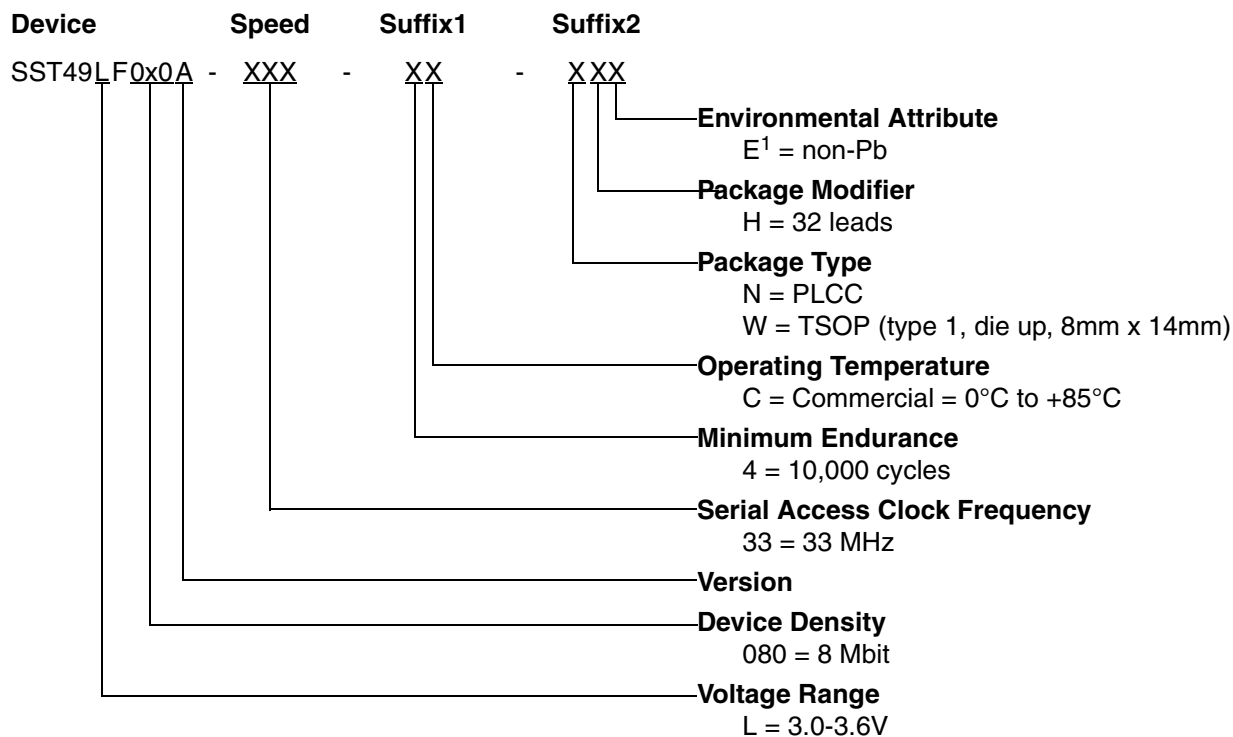 Device Speed Suffix1 Suffix2
SST49LF0x0A - XXX - XX - XXX
Environmental Attribute
E1 = non-Pb
Package Modifier
H = 32 leads
Package Type
N = PLCC
W = TSOP (type 1, die up, 8mm x 14mm)
Operating Temperature
C = Commercial = 0°C to +85°C
Minimum Endurance
4 = 10,000 cycles
Serial Access Clock Frequency
33 = 33 MHz
Version
Device Density
080 = 8 Mbit
Voltage Range
L = 3.0-3.6V